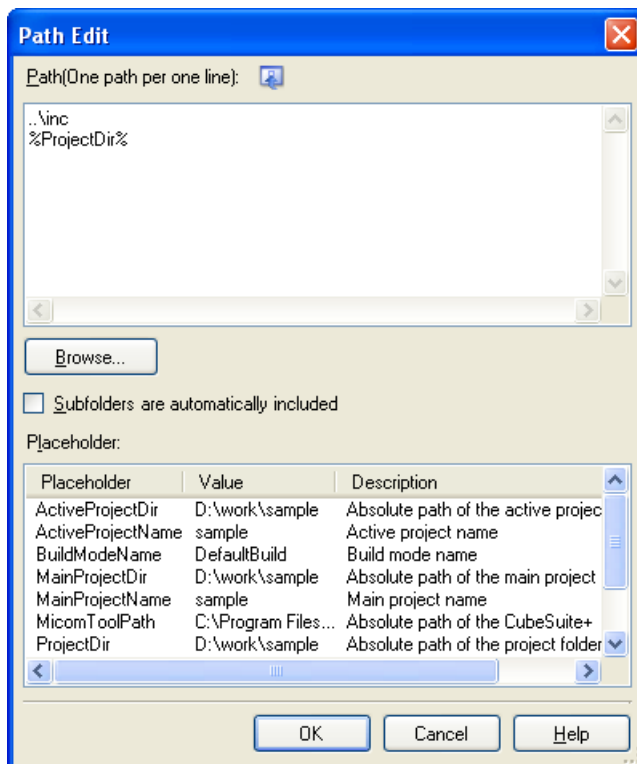 Path Edit
Path(One path per one line):
..\inc
%ProjectDir%
Browse...
Subfolders are automatically included
Placeholder:
Placeholder Value Description
ActiveProjectDir D:\work\sample Absolute path of the active projec
ActiveProjectName sample Active project name
BuildModeName DefaultBuild Build mode name
MainProjectDir D:\work\sample Absolute path of the main project
MainProjectName sample Main project name
MicomToolPath C:\Program Files... Absolute path of the CubeSuite+
ProjectDir D:\work\sample Absolute path of the project folder
OK Cancel Help